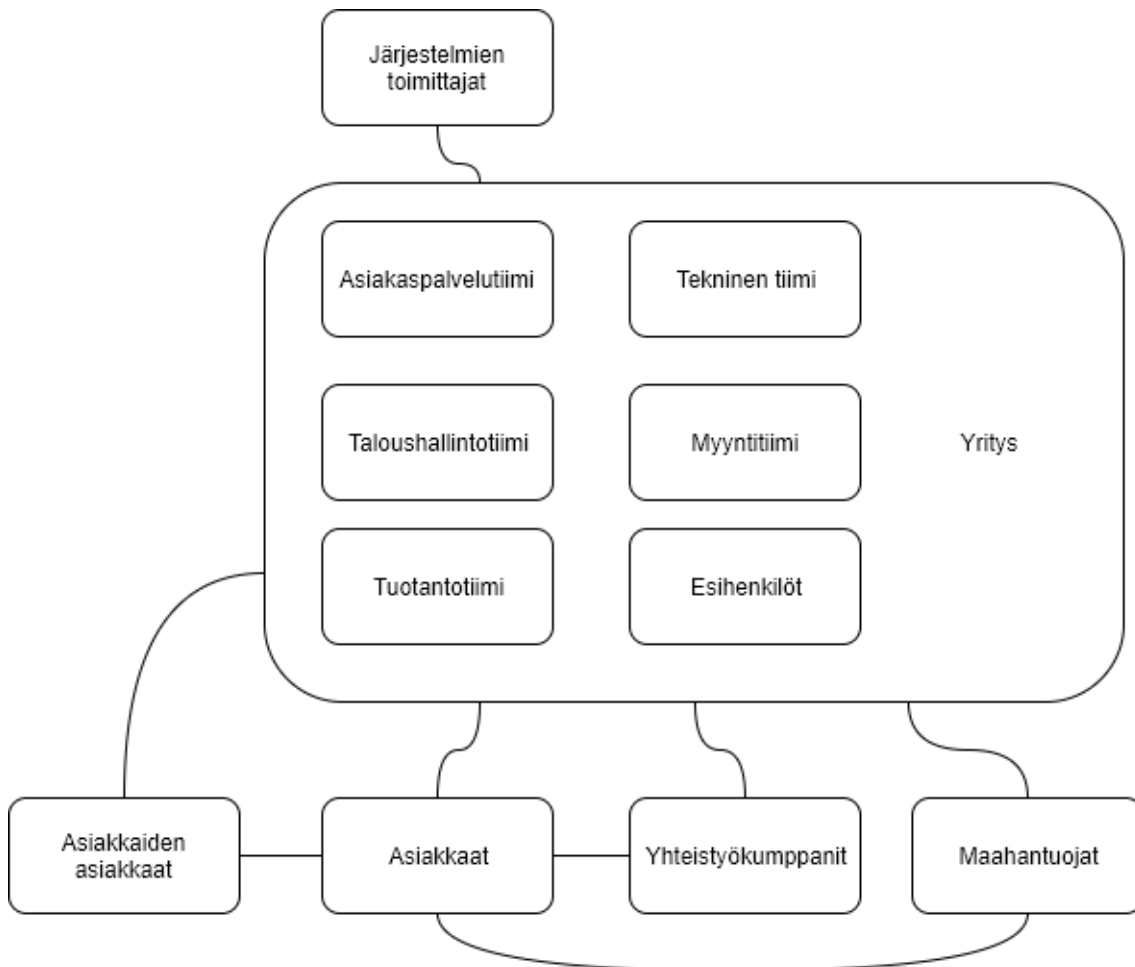 Järjestelmien
toimittajat
Asiakaspalvelutiimi
Tekninen tiimi
Taloushallintotiimi
Myyntitiimi
Yritys
Tuotantotiimi
Esihenkilöt
Asiakkaiden
asiakkaat
Asiakkaat
Yhteistyökumppanit
Maahantuojat